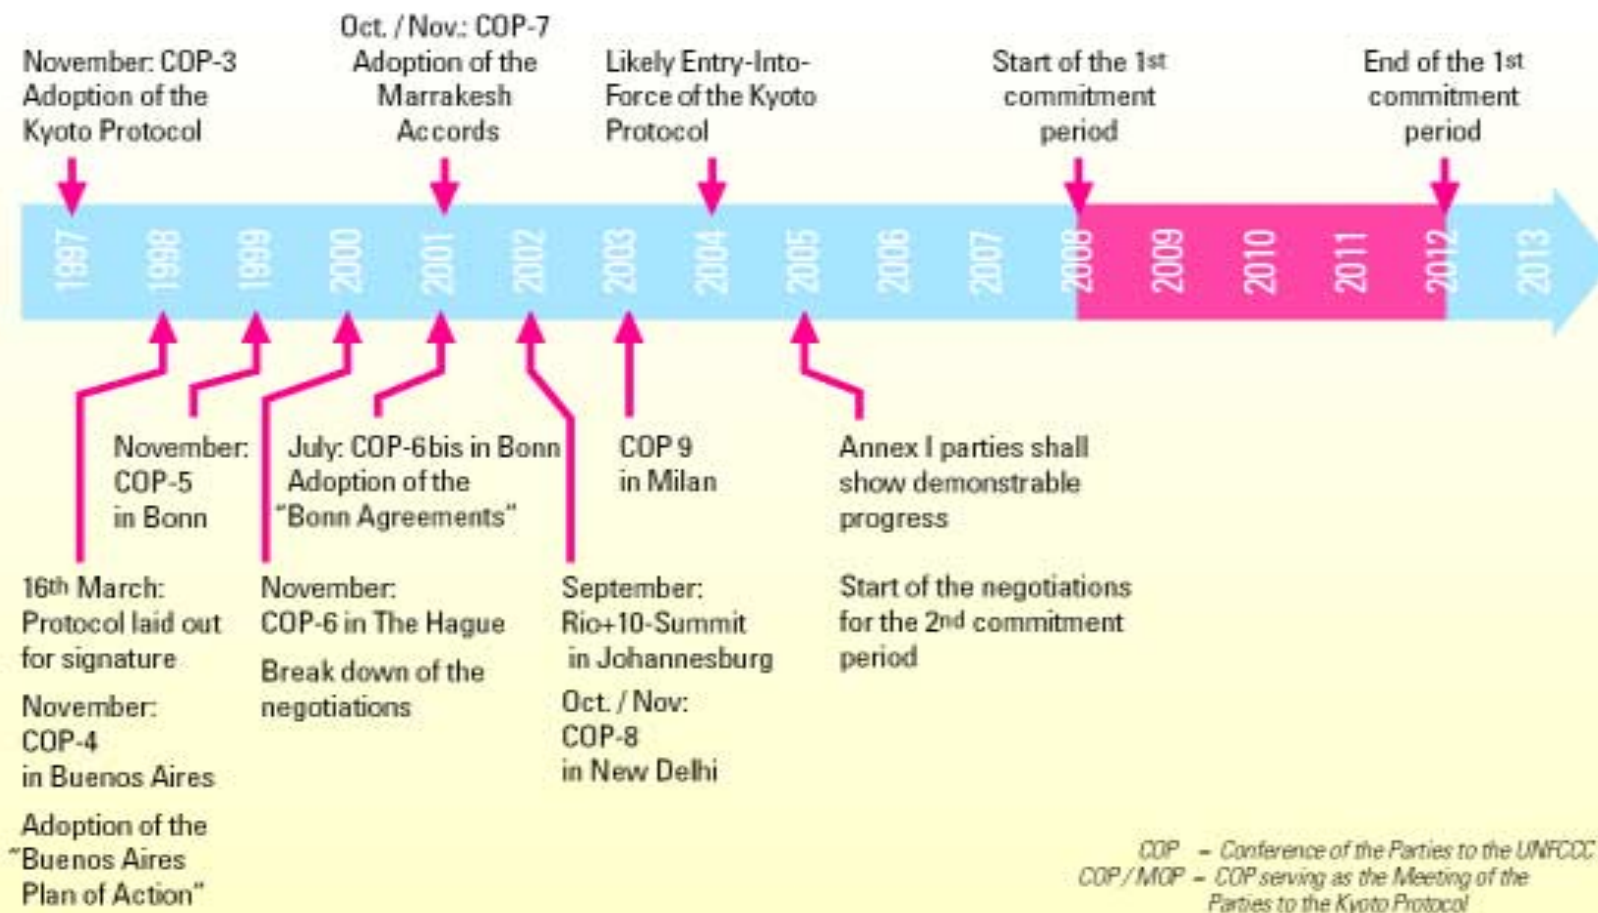 November: COP-3
Adoption of the
Kyoto Protocol
Oct. / Nov.: COP-7
Adoption of the
Marrakesh
Accords
Likely Entry-Into-
Force of the Kyoto
Protocol
Start of the 1st
commitment
period
End of the 1st
commitment
period
1997
1998
1999
2000
2001
2002
2003
2004
2005
2006
2007
2008
2009
2010
2011
2012
2013
November:
COP-5
in Bonn
July: COP-6bis in Bonn
Adoption of the
"Bonn Agreements"
COP 9
in Milan
Annex I parties shall
show demonstrable
progress
16th March:
Protocol laid out
for signature
November:
COP-4
in Buenos Aires
Adoption of the
"Buenos Aires
Plan of Action"
November:
COP-6 in The Hague
Break down of the
negotiations
September:
Rio+10-Summit
in Johannesburg
Oct. / Nov:
COP-8
in New Delhi
Start of the negotiations
for the 2nd commitment
period
COP = Conference of the Parties to the UNFCCC
COP/MOP = COP serving as the Meeting of the
Parties to the Kyoto Protocol